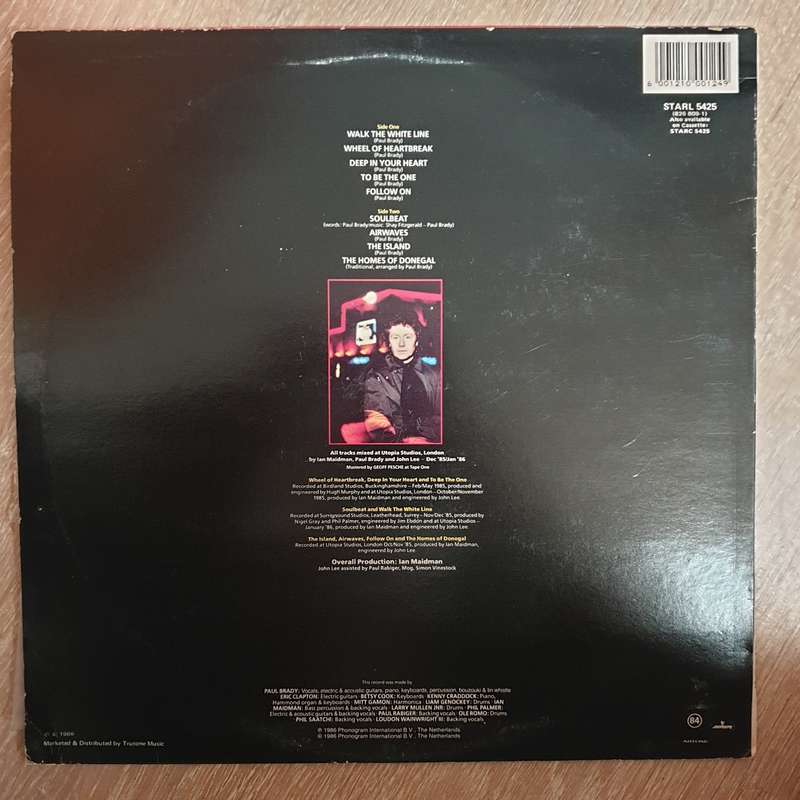 6 001210 001249
STARL 5425
(826 809-1)
Also available
on Cassette:
STARC 5425
Side One
WALK THE WHITE LINE
(Paul Brady)
WHEEL OF HEARTBREAK
(Paul Brady)
DEEP IN YOUR HEART
(Paul Brady)
TO BE THE ONE
(Paul Brady)
FOLLOW ON
(Paul Brady)
Side Two
SOULBEAT
(words: Paul Brady/music: Shay Fitzgerald – Paul Brady)
AIRWAVES
(Paul Brady)
THE ISLAND
(Paul Brady)
THE HOMES OF DONEGAL
(Traditional, arranged by Paul Brady)
All tracks mixed at Utopia Studios, London
by Ian Maidman, Paul Brady and John Lee – Dec '85/Jan '86
Mastered by GEOFF PESCHE at Tape One
Wheel of Heartbreak, Deep In Your Heart and To Be The One
Recorded at Birdland Studios, Buckinghamshire – Feb/May 1985, produced and
engineered by Hugh Murphy and at Utopia Studios, London – October/November
1985, produced by Ian Maidman and engineered by John Lee.
Soulbeat and Walk The White Line
Recorded at Surrground Studios, Leatherhead, Surrey – Nov/Dec '85, produced by
Nigel Gray and Phil Palmer, engineered by Jim Ebdon and at Utopia Studios –
January '86, produced by Ian Maidman and engineered by John Lee.
The Island, Airwaves, Follow On and The Homes of Donegal
Recorded at Utopia Studios, London Oct/Nov '85, produced by Ian Maidman,
engineered by John Lee.
Overall Production: Ian Maidman
John Lee assisted by Paul Rabiger, Mog, Simon Vinestock
This record was made by
PAUL BRADY: Vocals, electric & acoustic guitars, piano, keyboards, percussion, bouzouki & tin whistle
ERIC CLAPTON: Electric guitars · BETSY COOK: Keyboards · KENNY CRADDOCK: Piano,
Hammond organ & keyboards · MITT GAMON: Harmonica · LIAM GENOCKEY: Drums · IAN
MAIDMAN: Bass percussion & backing vocals · LARRY MULLEN JNR: Drums · PHIL PALMER:
Electric & acoustic guitars & backing vocals · PAUL RABIGER: Backing vocals · OLE ROMO: Drums
PHIL SAATCHI: Backing vocals · LOUDON WAINWRIGHT III: Backing vocals
℗ 1986 Phonogram International B.V., The Netherlands
© 1986 Phonogram International B.V., The Netherlands
1986
Marketed & Distributed by Trutone Music
84